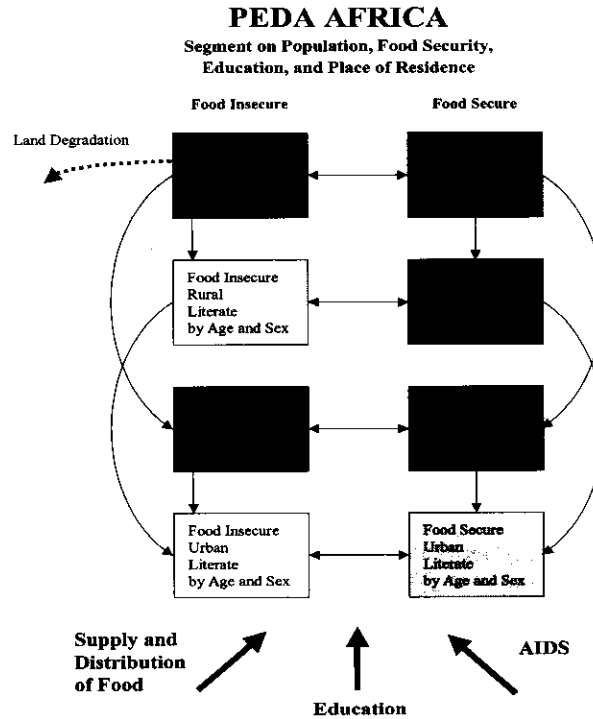 PEDA AFRICA
Segment on Population, Food Security,
Education, and Place of Residence
Food Insecure
Food Secure
Land Degradation
Food Insecure
Rural
Literate
by Age and Sex
Food Insecure
Urban
Literate
by Age and Sex
Food Secure
Urban
Literate
by Age and Sex
Supply and
Distribution
of Food
Education
AIDS